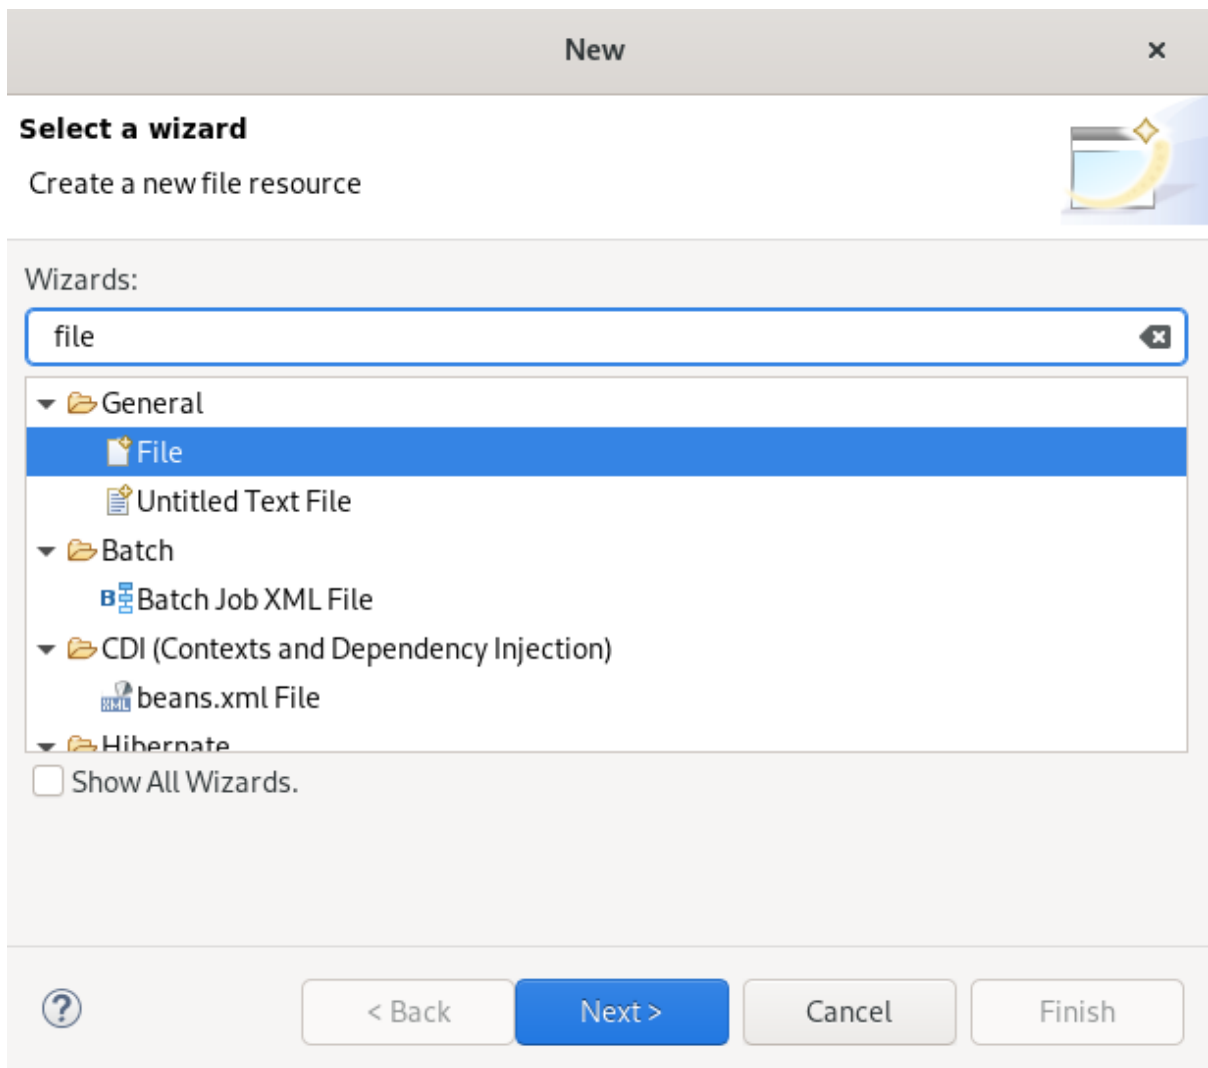 New
Select a wizard
Create a new file resource
Wizards:
file
General
File
Untitled Text File
Batch
Batch Job XML File
CDI (Contexts and Dependency Injection)
beans.xml File
Hibernate
Show All Wizards.
< Back Next > Cancel Finish